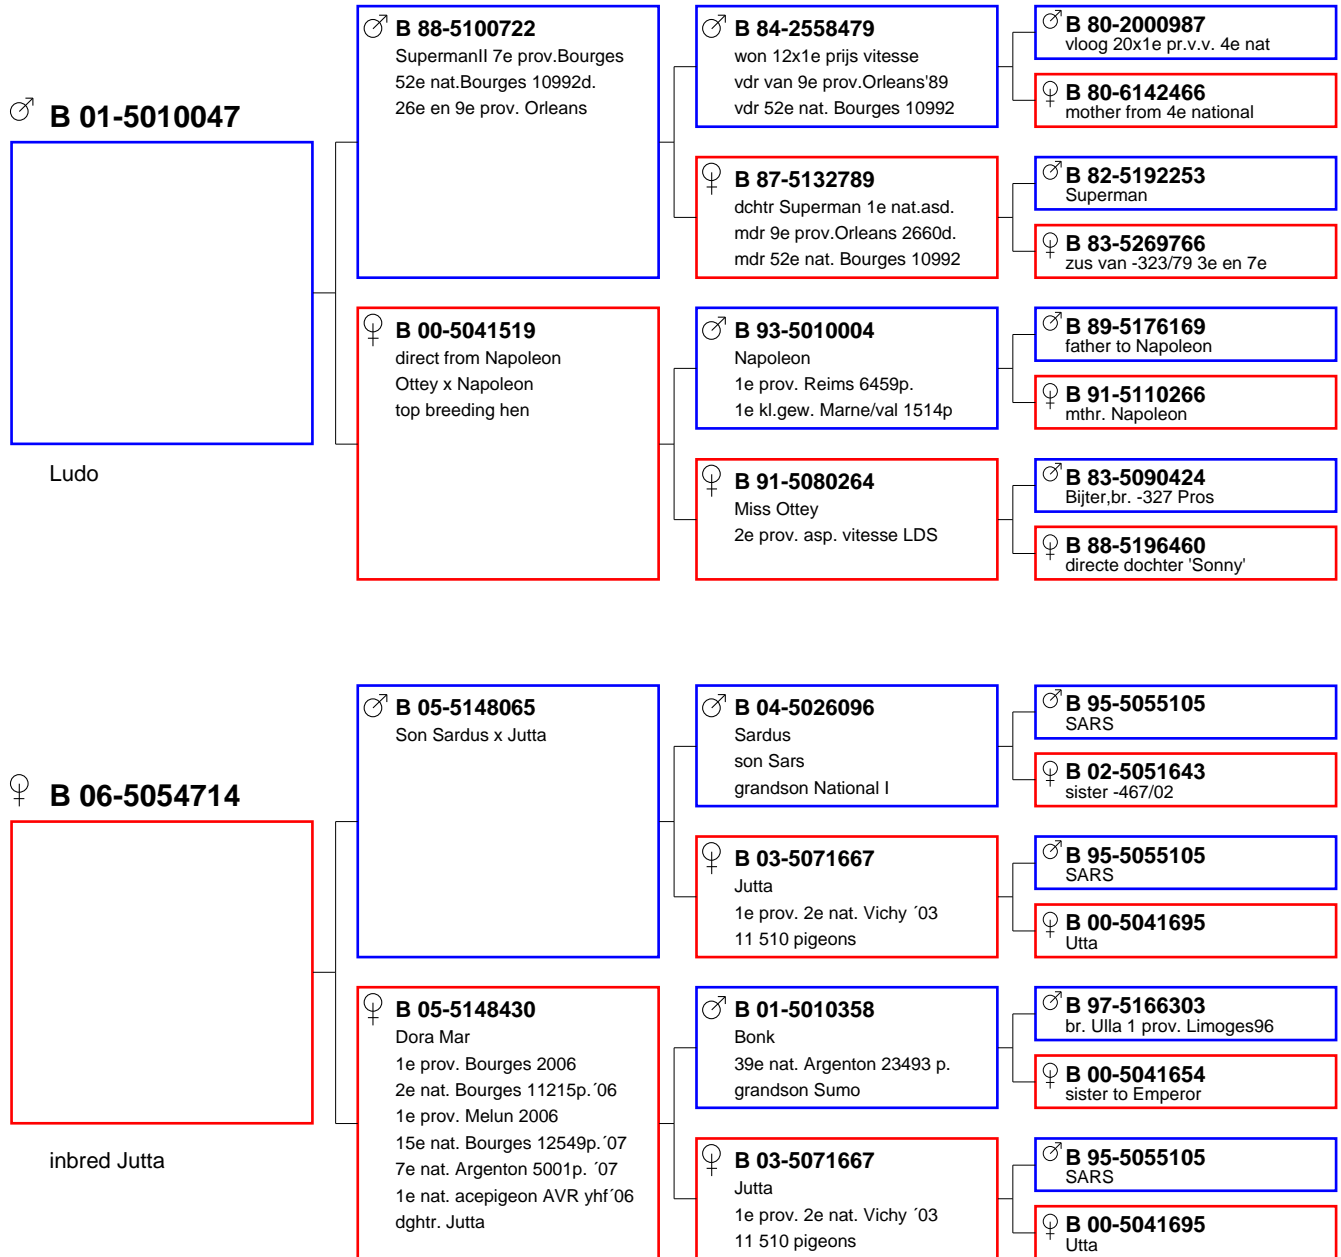 B 01-5010047
Ludo
B 88-5100722
SupermanII 7e prov.Bourges
52e nat.Bourges 10992d.
26e en 9e prov. Orleans
B 00-5041519
direct from Napoleon
Ottey x Napoleon
top breeding hen
B 84-2558479
won 12x1e prijs vitesse
vdr van 9e prov.Orleans'89
vdr 52e nat. Bourges 10992
B 87-5132789
dchtr Superman 1e nat.asd.
mdr 9e prov.Orleans 2660d.
mdr 52e nat. Bourges 10992
B 93-5010004
Napoleon
1e prov. Reims 6459p.
1e kl.gew. Marne/val 1514p
B 91-5080264
Miss Ottey
2e prov. asp. vitesse LDS
B 80-2000987
vloog 20x1e pr.v.v. 4e nat
B 80-6142466
mother from 4e national
B 82-5192253
Superman
B 83-5269766
zus van -323/79 3e en 7e
B 89-5176169
father to Napoleon
B 91-5110266
mthr. Napoleon
B 83-5090424
Bijter,br. -327 Pros
B 88-5196460
directe dochter 'Sonny'
B 06-5054714
inbred Jutta
B 05-5148065
Son Sardus x Jutta
B 05-5148430
Dora Mar
1e prov. Bourges 2006
2e nat. Bourges 11215p.´06
1e prov. Melun 2006
15e nat. Bourges 12549p.´07
7e nat. Argenton 5001p. ´07
1e nat. acepigeon AVR yhf´06
dghtr. Jutta
B 04-5026096
Sardus
son Sars
grandson National I
B 03-5071667
Jutta
1e prov. 2e nat. Vichy ´03
11 510 pigeons
B 01-5010358
Bonk
39e nat. Argenton 23493 p.
grandson Sumo
B 03-5071667
Jutta
1e prov. 2e nat. Vichy ´03
11 510 pigeons
B 95-5055105
SARS
B 02-5051643
sister -467/02
B 95-5055105
SARS
B 00-5041695
Utta
B 97-5166303
br. Ulla 1 prov. Limoges96
B 00-5041654
sister to Emperor
B 95-5055105
SARS
B 00-5041695
Utta